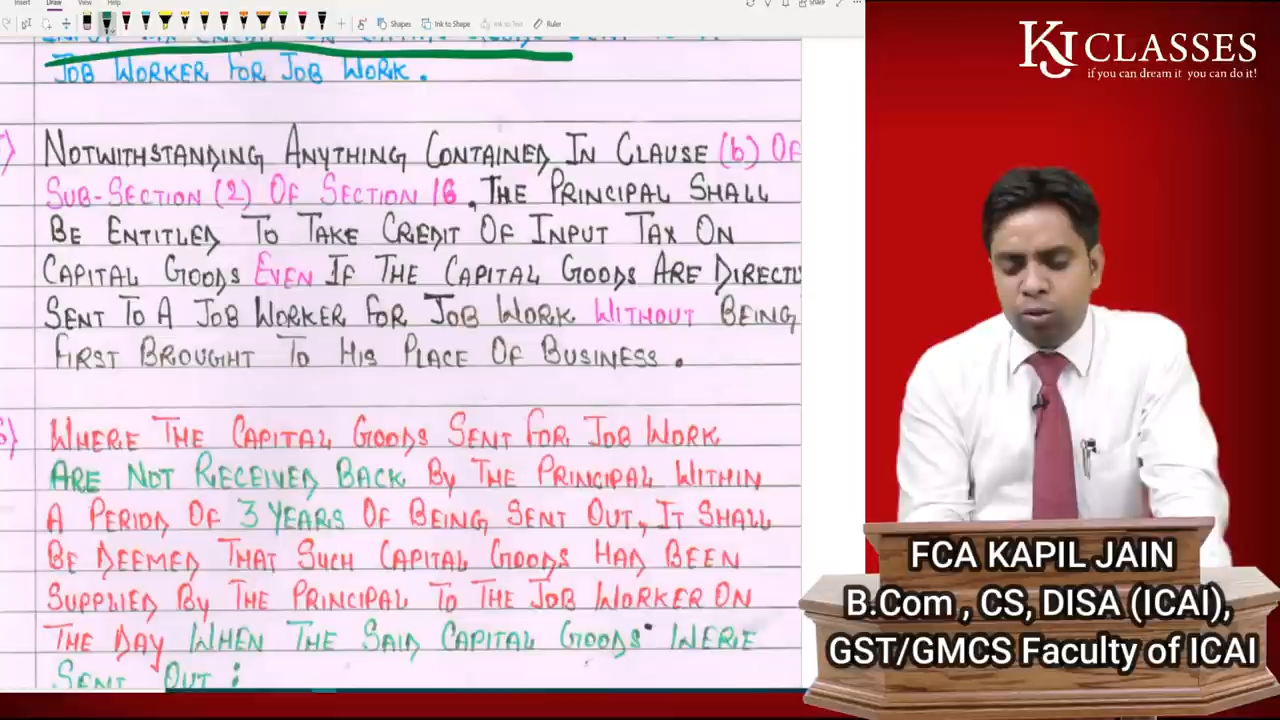 Insert Draw View
Shapes Ink to Shape Ink to Text Ruler
JOB WORKER FOR JOB WORK.
NOTWITHSTANDING ANYTHING CONTAINED IN CLAUSE (b) OF
SUB-SECTION (2) OF SECTION 16, THE PRINCIPAL SHALL
BE ENTITLED TO TAKE CREDIT OF INPUT TAX ON
CAPITAL GOODS EVEN IF THE CAPITAL GOODS ARE DIRECTL
SENT TO A JOB WORKER FOR JOB WORK WITHOUT BEING
FIRST BROUGHT TO HIS PLACE OF BUSINESS.
WHERE THE CAPITAL GOODS SENT FOR JOB WORK
ARE NOT RECEIVED BACK BY THE PRINCIPAL WITHIN
A PERIOD OF 3 YEARS OF BEING SENT OUT, IT SHALL
BE DEEMED THAT SUCH CAPITAL GOODS HAD BEEN
SUPPLIED BY THE PRINCIPAL TO THE JOB WORKER ON
THE DAY WHEN THE SAID CAPITAL GOODS WERE
SENT OUT :
KJ CLASSES
if you can dream it you can do it!
FCA KAPIL JAIN
B.Com , CS, DISA (ICAI),
GST/GMCS Faculty of ICAI